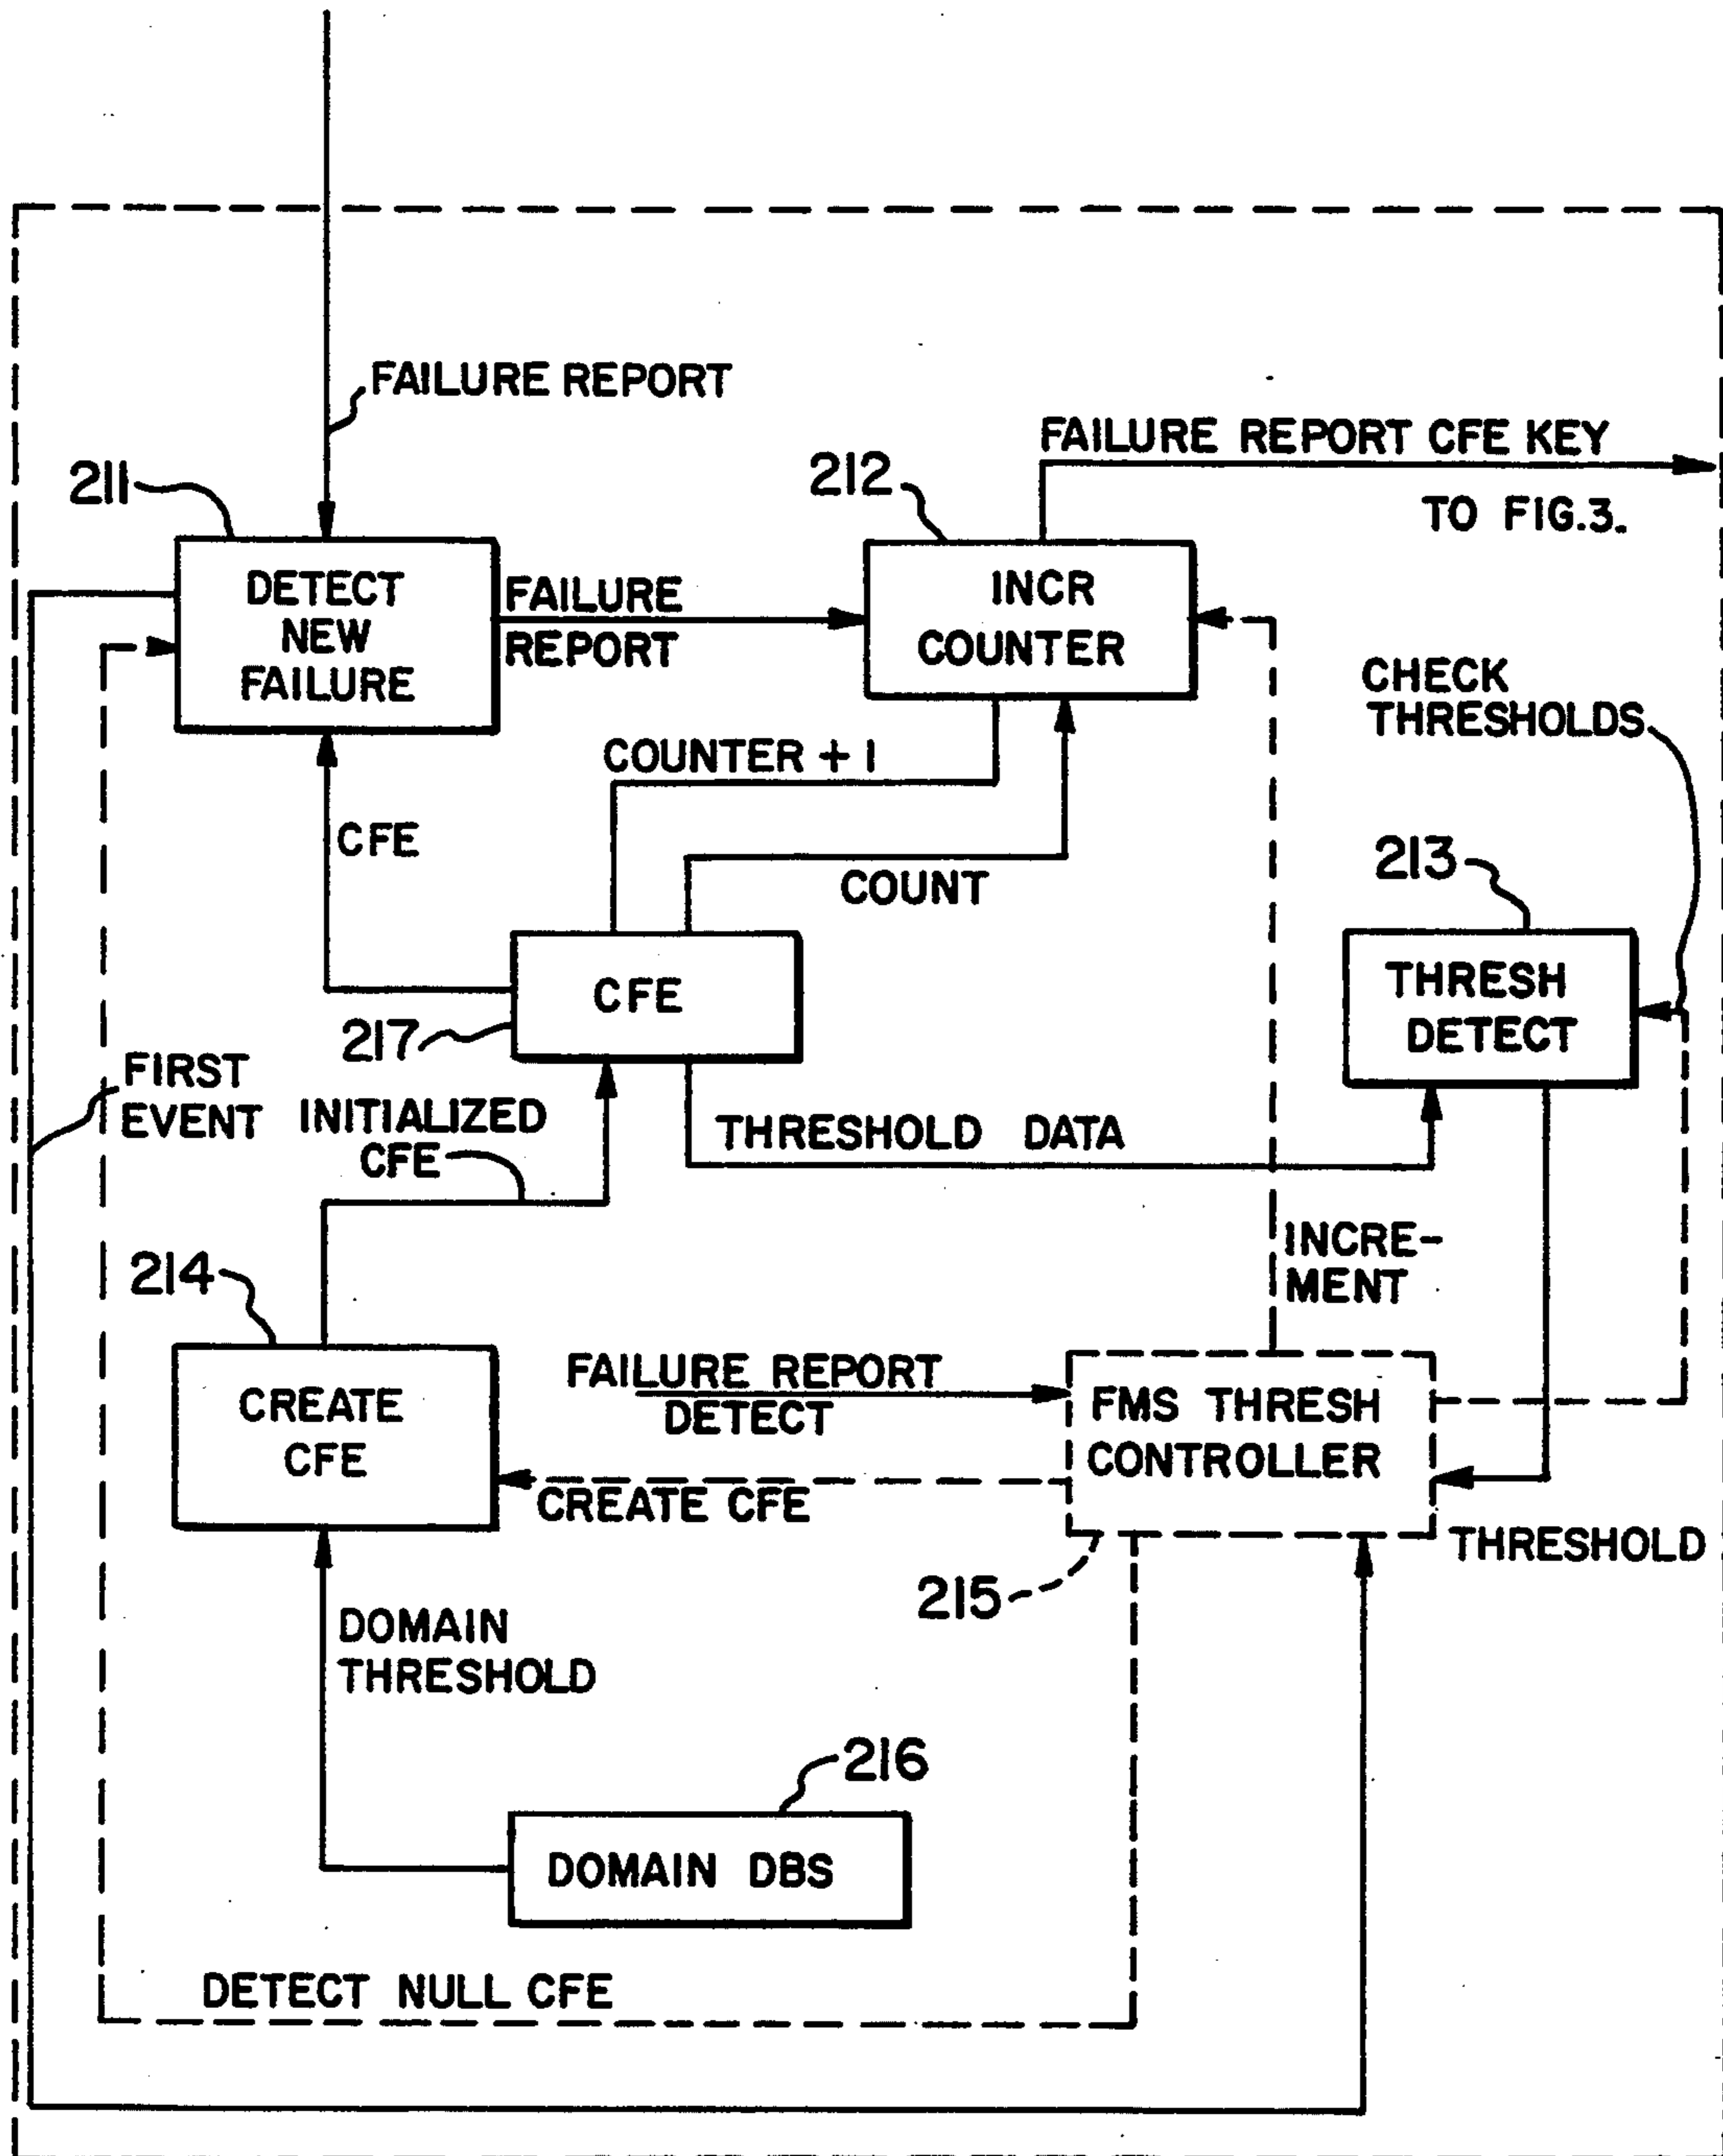 FAILURE REPORT
FAILURE REPORT CFE KEY
TO FIG.3.
211
212
DETECT
NEW
FAILURE
FAILURE
REPORT
INCR
COUNTER
CHECK
THRESHOLDS
COUNTER + 1
CFE
COUNT
213
CFE
217
THRESH
DETECT
FIRST
EVENT
INITIALIZED
CFE
THRESHOLD DATA
214
INCRE-
MENT
CREATE
CFE
FAILURE REPORT
DETECT
FMS THRESH
CONTROLLER
CREATE CFE
THRESHOLD
215
DOMAIN
THRESHOLD
216
DOMAIN DBS
DETECT NULL CFE